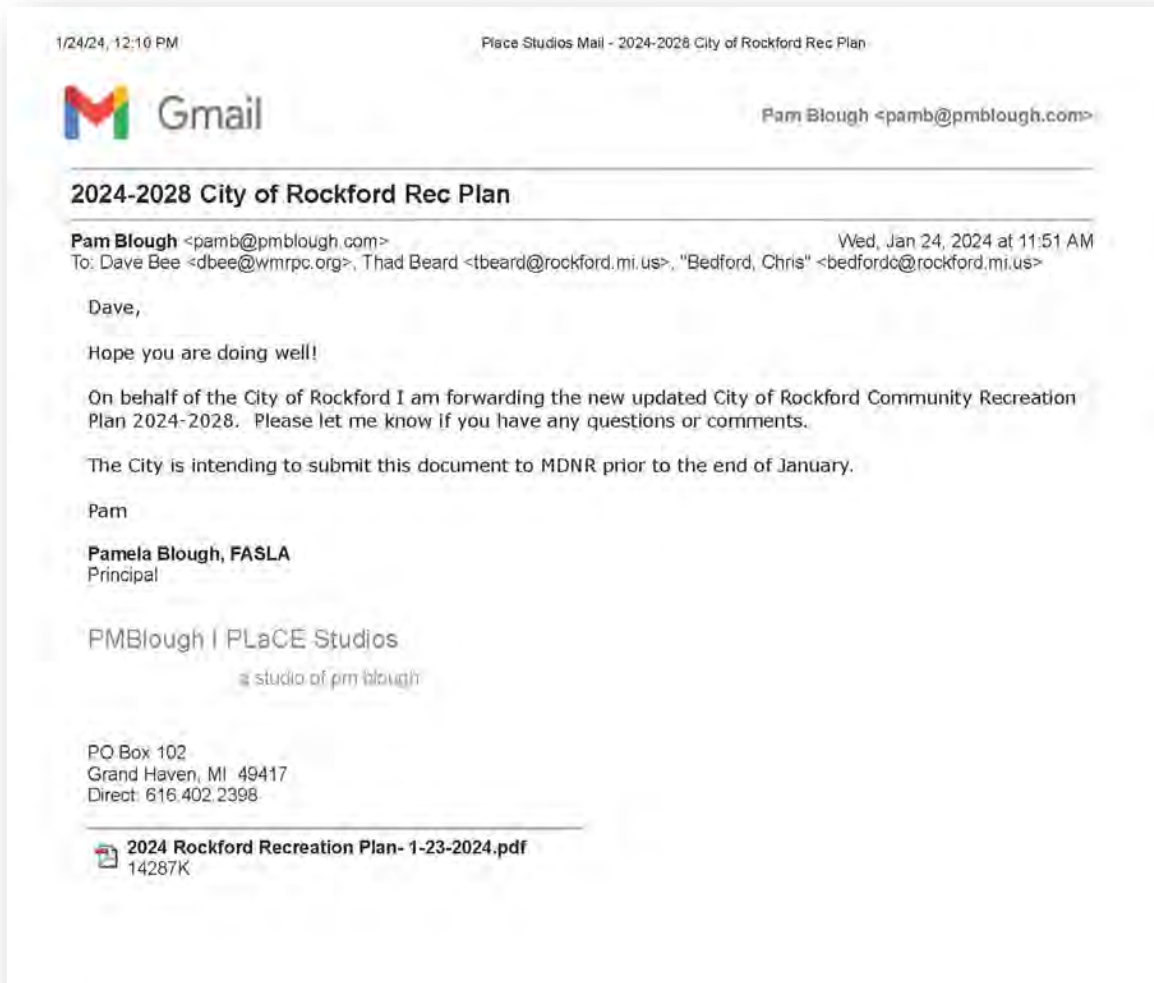 1/24/24, 12:10 PM Place Studios Mail - 2024-2028 City of Rockford Rec Plan
Gmail Pam Blough <pamb@pmblough.com>
2024-2028 City of Rockford Rec Plan
Pam Blough <pamb@pmblough.com> Wed, Jan 24, 2024 at 11:51 AM
To: Dave Bee <dbee@wmrpc.org>, Thad Beard <tbeard@rockford.mi.us>, "Bedford, Chris" <bedfordc@rockford.mi.us>
Dave,
Hope you are doing well!
On behalf of the City of Rockford I am forwarding the new updated City of Rockford Community Recreation
Plan 2024-2028. Please let me know if you have any questions or comments.
The City is intending to submit this document to MDNR prior to the end of January.
Pam
Pamela Blough, FASLA
Principal
PMBlough | PLaCE Studios
a studio of pm blough
PO Box 102
Grand Haven, MI 49417
Direct: 616.402.2398
2024 Rockford Recreation Plan- 1-23-2024.pdf
14287K